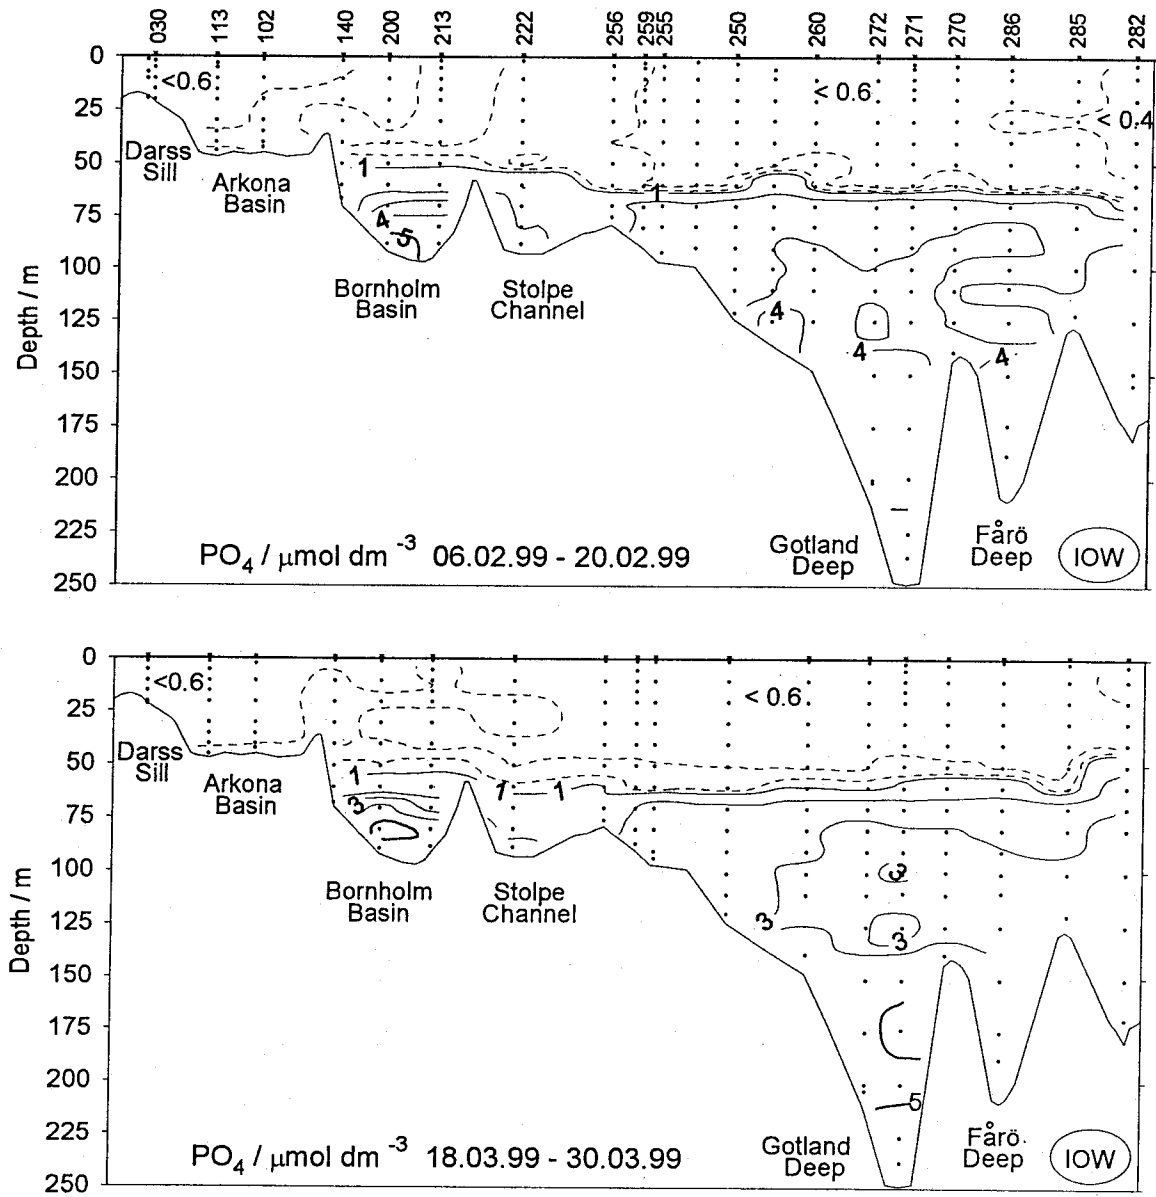 030 113 102 140 200 213 222 256 259 255 250 260 272 271 270 286 285 282
0
<0.6 < 0.6
25
< 0.4
50
Darss Sill
1
Arkona Basin
1
75
4
5
100
Bornholm Basin
Stolpe Channel
Depth / m
125
4
4
4
150
175
200
225
PO4 / μmol dm -3 06.02.99 - 20.02.99
Gotland Deep
Fårö Deep
IOW
250
0
<0.6 < 0.6
25
50
Darss Sill
1
Arkona Basin
1 1
75
3
100
3
Bornholm Basin
Stolpe Channel
Depth / m
125
3
3
150
175
200
5
225
PO4 / μmol dm -3 18.03.99 - 30.03.99
Gotland Deep
Fårö Deep
IOW
250